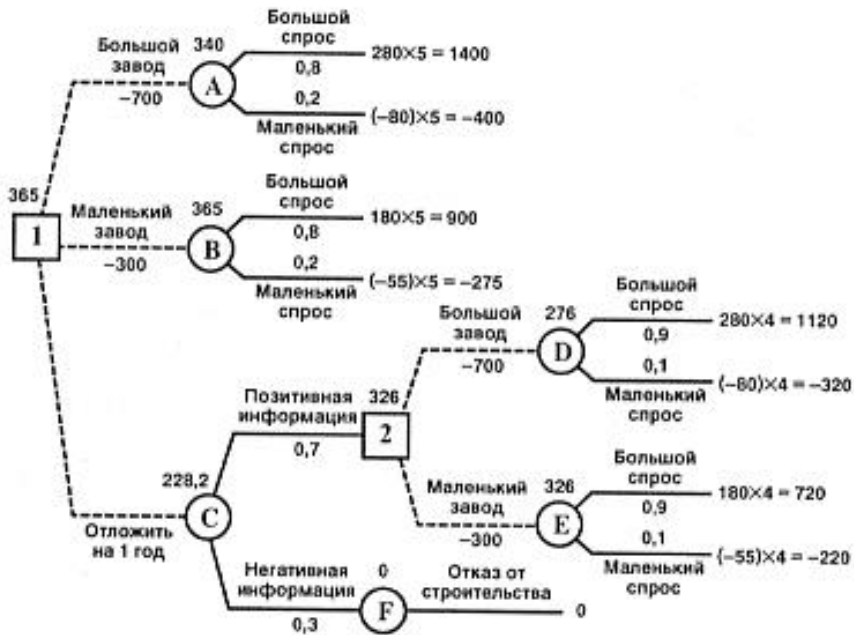 Большой
спрос
Большой
завод
340
280×5 = 1400
0,8
А
−700
0,2
(−80)×5 = −400
Маленький
спрос
Большой
спрос
365
Маленький
завод
365
180×5 = 900
0,8
1
В
−300
0,2
(−55)×5 = −275
Маленький
спрос
Большой
спрос
Большой
завод
276
280×4 = 1120
0,9
D
−700
0,1
(−80)×4 = −320
Маленький
спрос
Позитивная
информация
326
2
0,7
Большой
спрос
228,2
Маленький
завод
326
180×4 = 720
0,9
С
Е
−300
0,1
(−55)×4 = −220
Маленький
спрос
Отложить
на 1 год
Негативная
информация
0
Отказ от
строительства
F
0
0,3